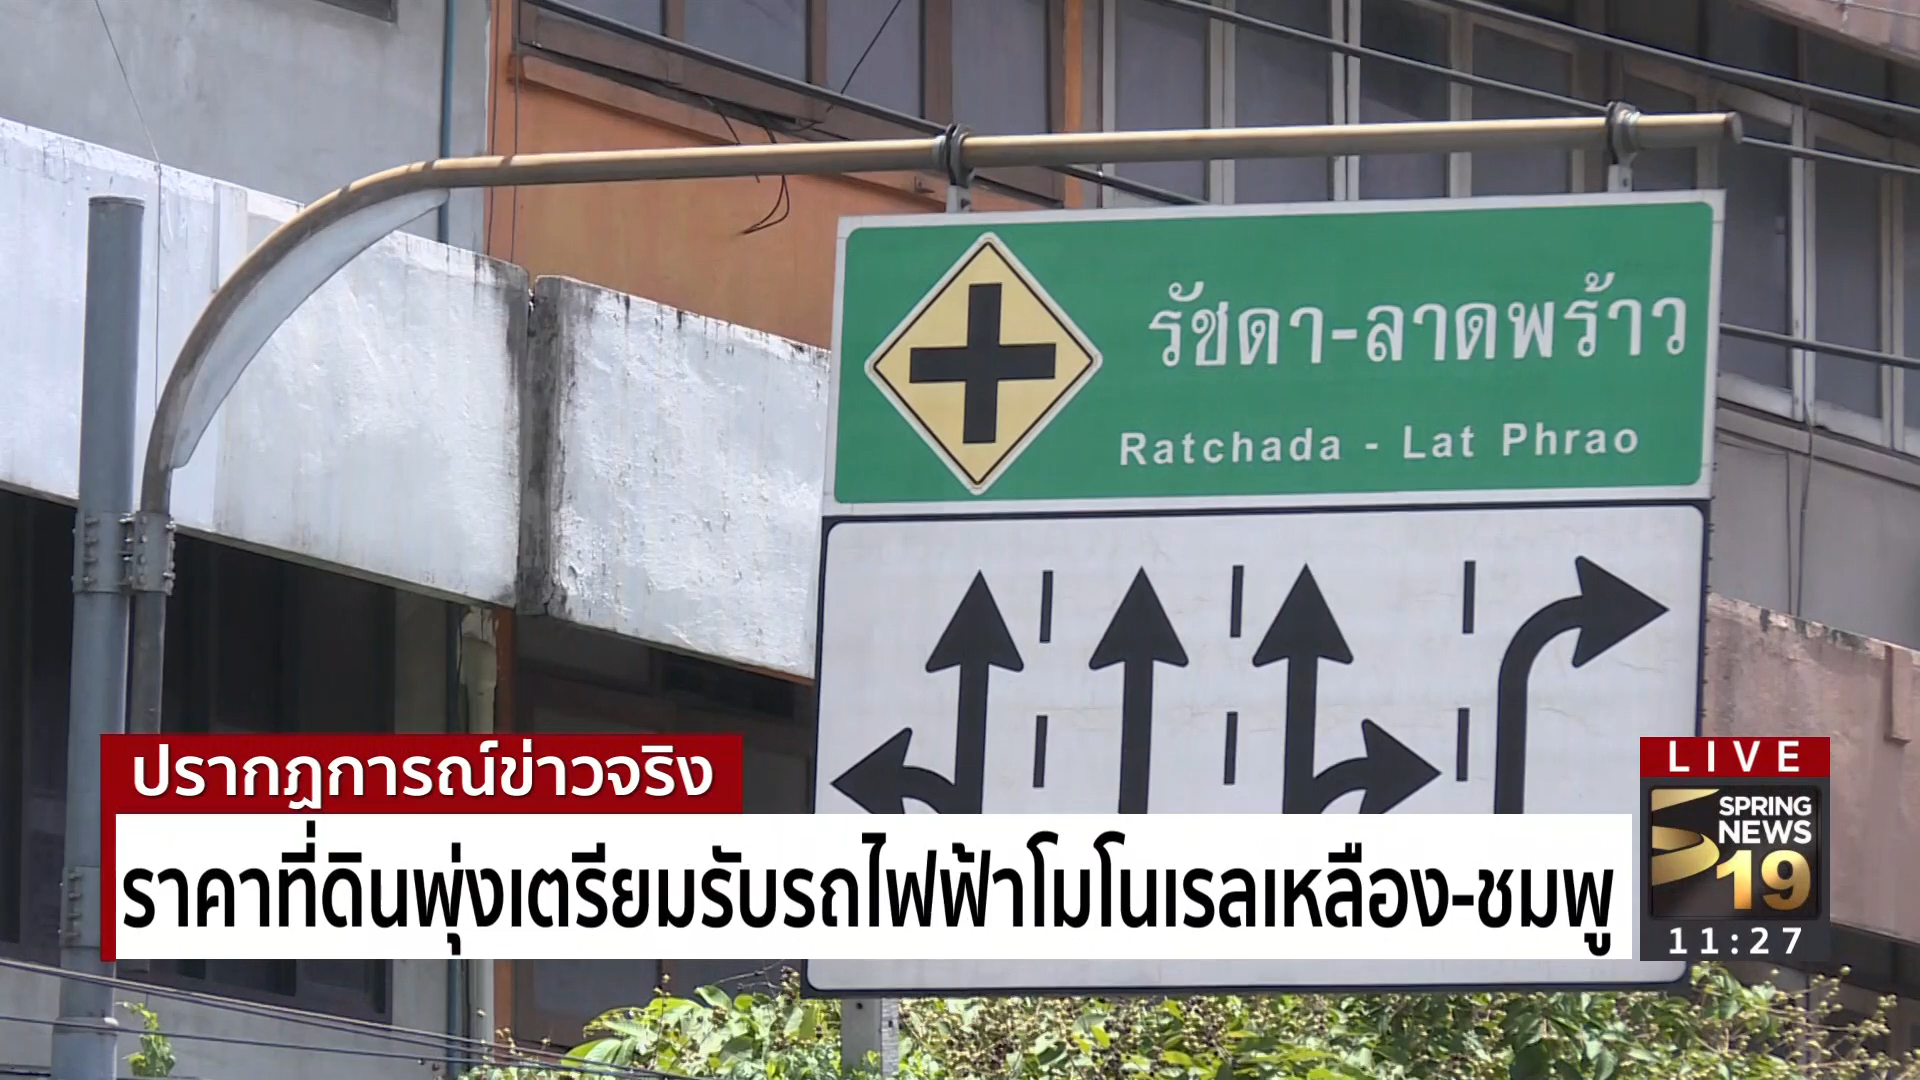 รัชดา-ลาดพร้าว
Ratchada - Lat Phrao
ปรากฏการณ์ข่าวจริง
ราคาที่ดินพุ่งเตรียมรับรถไฟฟ้าโมโนเรลเหลือง-ชมพู
LIVE
SPRING
NEWS
19
11:27